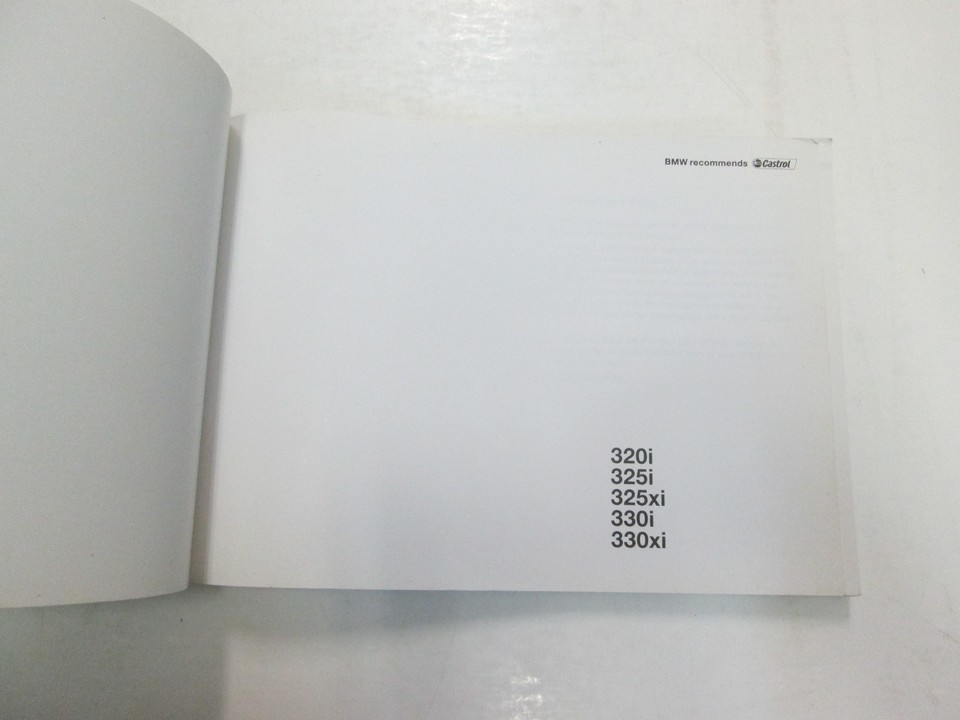 BMW recommends Castrol
320i
325i
325xi
330i
330xi